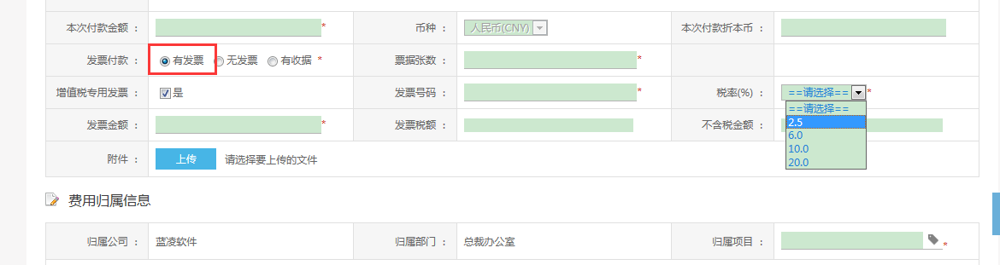 本次付款金额 : * 币种 : 人民币(CNY) 本次付款折本币 :
发票付款 : 有发票 无发票 有收据 * 票据张数 : *
增值税专用发票 : 是 发票号码 : * 税率(%) : ==请选择== *
==请选择==
发票金额 : * 发票税额 : 不含税金额 : 2.5
6.0
10.0
20.0
附件 : 上传 请选择要上传的文件
费用归属信息
归属公司 : 蓝凌软件 归属部门 : 总裁办公室 归属项目 : *